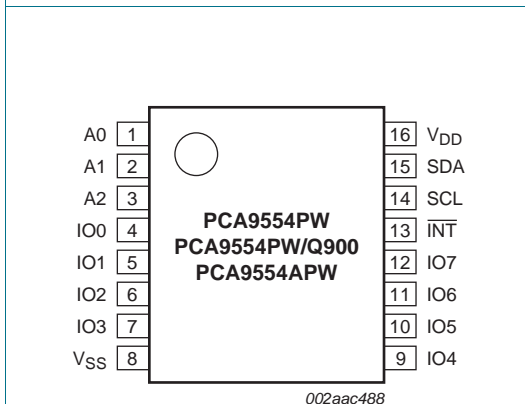 A0 1 16 VDD
A1 2 15 SDA
A2 3 14 SCL
IO0 4 13 INT
IO1 5 12 IO7
IO2 6 11 IO6
IO3 7 10 IO5
VSS 8 9 IO4
PCA9554PW
PCA9554PW/Q900
PCA9554APW
002aac488